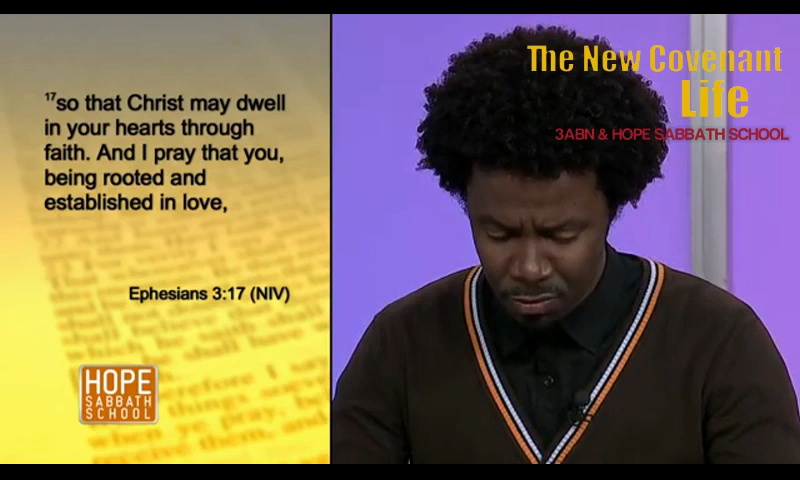 17so that Christ may dwell
in your hearts through
faith. And I pray that you,
being rooted and
established in love,
Ephesians 3:17 (NIV)
HOPE
SABBATH
SCHOOL
The New Covenant
Life
3ABN & HOPE SABBATH SCHOOL